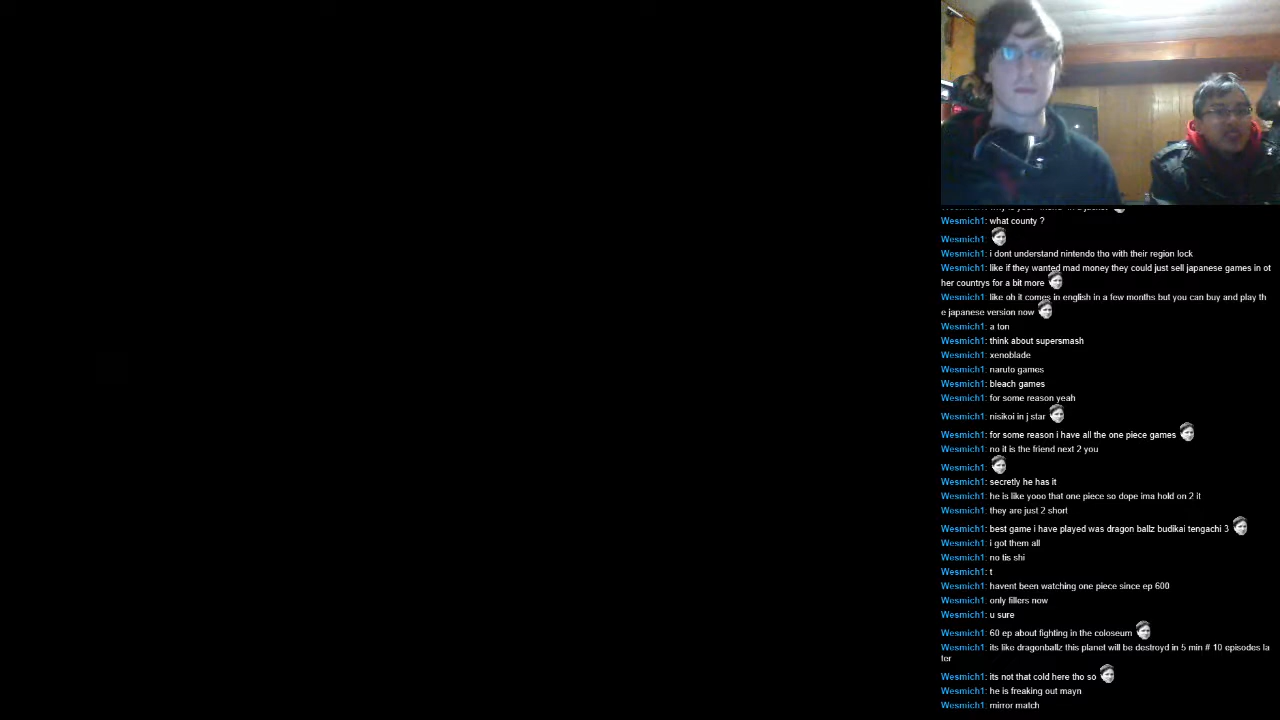 Wesmich1: what county ?
Wesmich1:
Wesmich1: i dont understand nintendo tho with their region lock
Wesmich1: like if they wanted mad money they could just sell japanese games in ot
her countrys for a bit more
Wesmich1: like oh it comes in english in a few months but you can buy and play th
e japanese version now
Wesmich1: a ton
Wesmich1: think about supersmash
Wesmich1: xenoblade
Wesmich1: naruto games
Wesmich1: bleach games
Wesmich1: for some reason yeah
Wesmich1: nisikoi in j star
Wesmich1: for some reason i have all the one piece games
Wesmich1: no it is the friend next 2 you
Wesmich1:
Wesmich1: secretly he has it
Wesmich1: he is like yooo that one piece so dope ima hold on 2 it
Wesmich1: they are just 2 short
Wesmich1: best game i have played was dragon ballz budikai tengachi 3
Wesmich1: i got them all
Wesmich1: no tis shi
Wesmich1: t
Wesmich1: havent been watching one piece since ep 600
Wesmich1: only fillers now
Wesmich1: u sure
Wesmich1: 60 ep about fighting in the coloseum
Wesmich1: its like dragonballz this planet will be destroyd in 5 min # 10 episodes la
ter
Wesmich1: its not that cold here tho so
Wesmich1: he is freaking out mayn
Wesmich1: mirror match